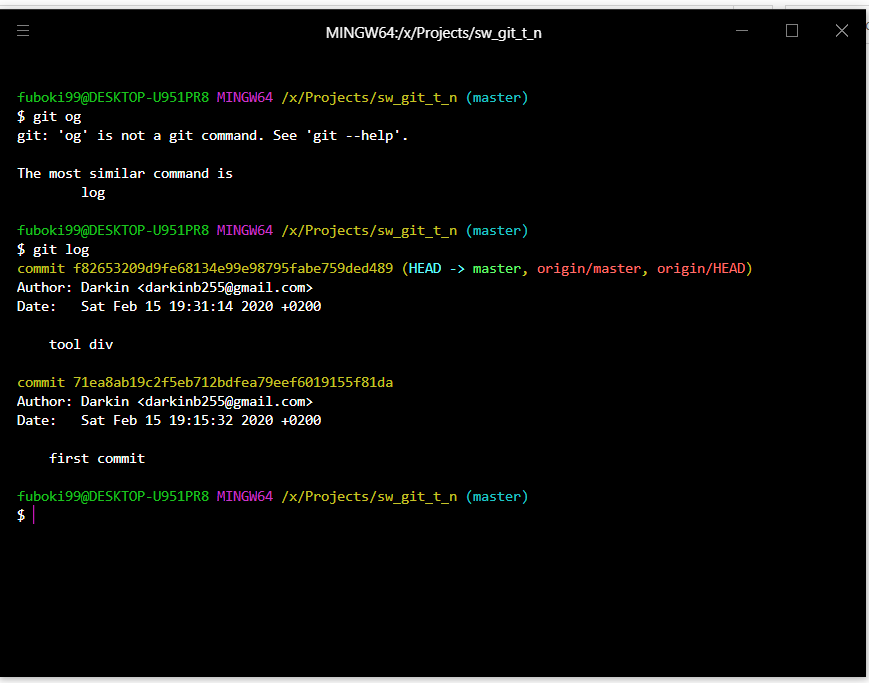 MINGW64:/x/Projects/sw_git_t_n
fuboki99@DESKTOP-U951PR8 MINGW64 /x/Projects/sw_git_t_n (master)
$ git og
git: 'og' is not a git command. See 'git --help'.
The most similar command is
log
fuboki99@DESKTOP-U951PR8 MINGW64 /x/Projects/sw_git_t_n (master)
$ git log
commit f82653209d9fe68134e99e98795fabe759ded489 (HEAD -> master, origin/master, origin/HEAD)
Author: Darkin <darkinb255@gmail.com>
Date:   Sat Feb 15 19:31:14 2020 +0200
tool div
commit 71ea8ab19c2f5eb712bdfea79eef6019155f81da
Author: Darkin <darkinb255@gmail.com>
Date:   Sat Feb 15 19:15:32 2020 +0200
first commit
fuboki99@DESKTOP-U951PR8 MINGW64 /x/Projects/sw_git_t_n (master)
$